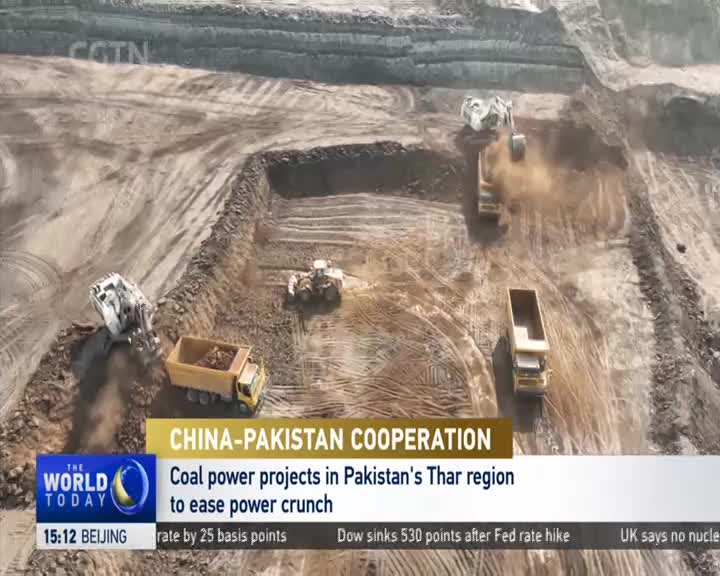 CGTN
CHINA-PAKISTAN COOPERATION
THE
WORLD
TODAY
Coal power projects in Pakistan's Thar region
to ease power crunch
15:12 BEIJING
rate by 25 basis points Dow sinks 530 points after Fed rate hike UK says no nucle